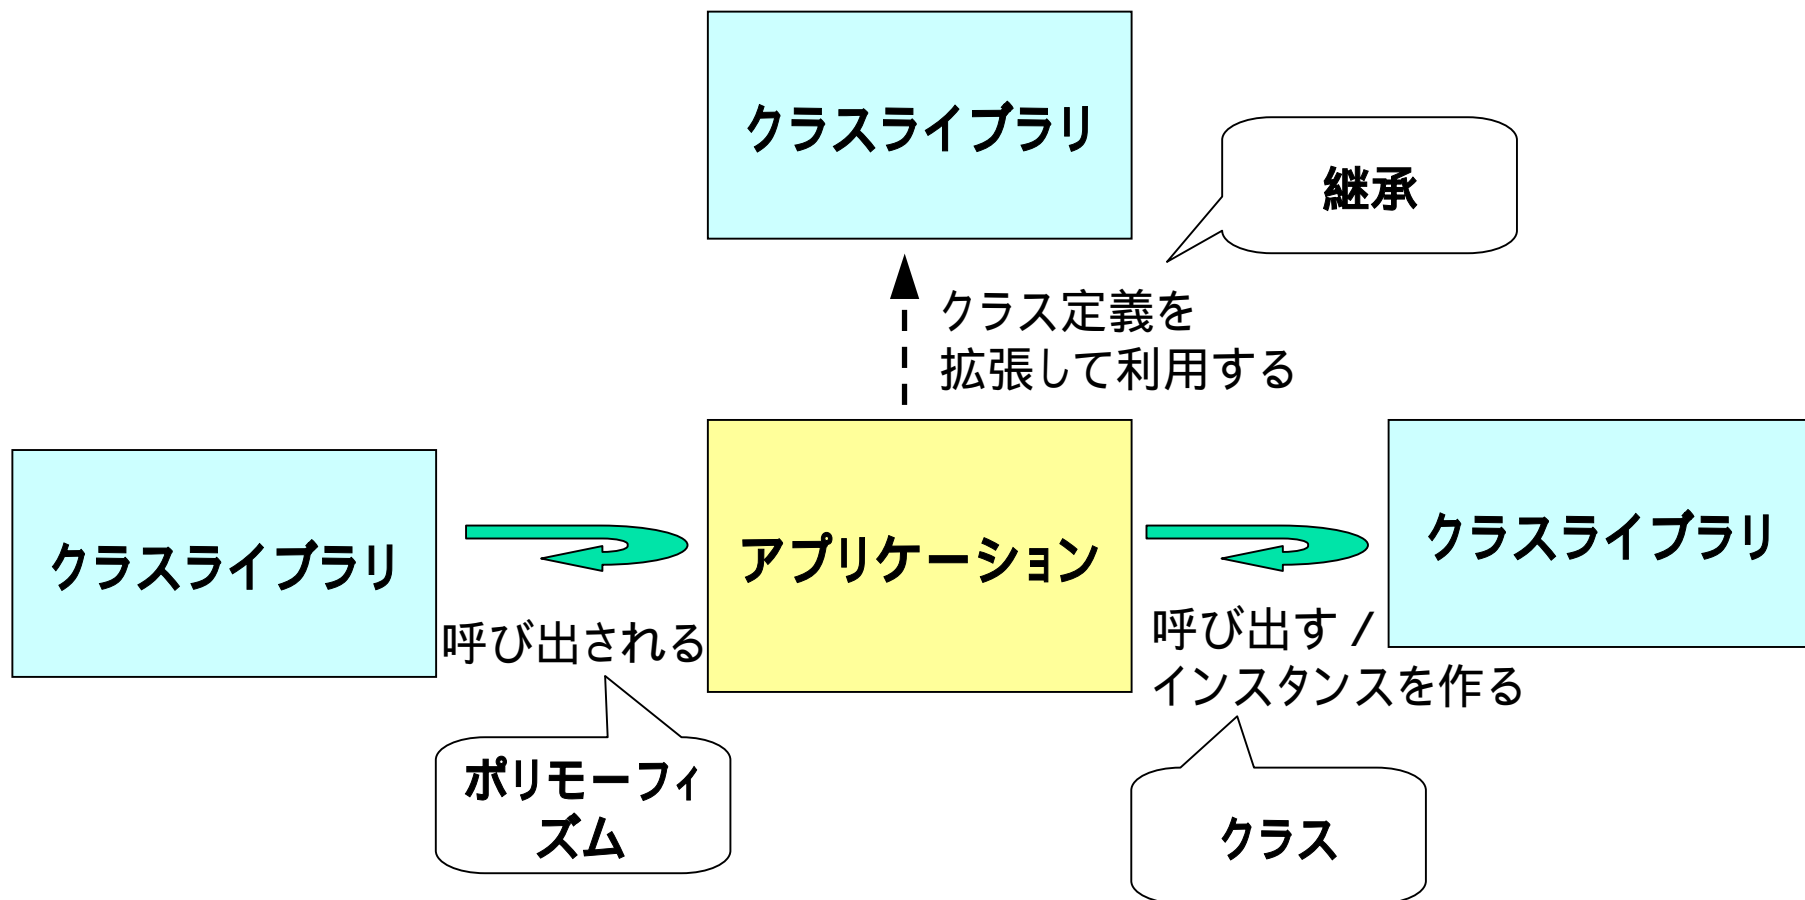 クラスライブラリ
継承
クラス定義を
拡張して利用する
クラスライブラリ
アプリケーション
クラスライブラリ
呼び出される
呼び出す /
インスタンスを作る
ポリモーフィ
ズム
クラス